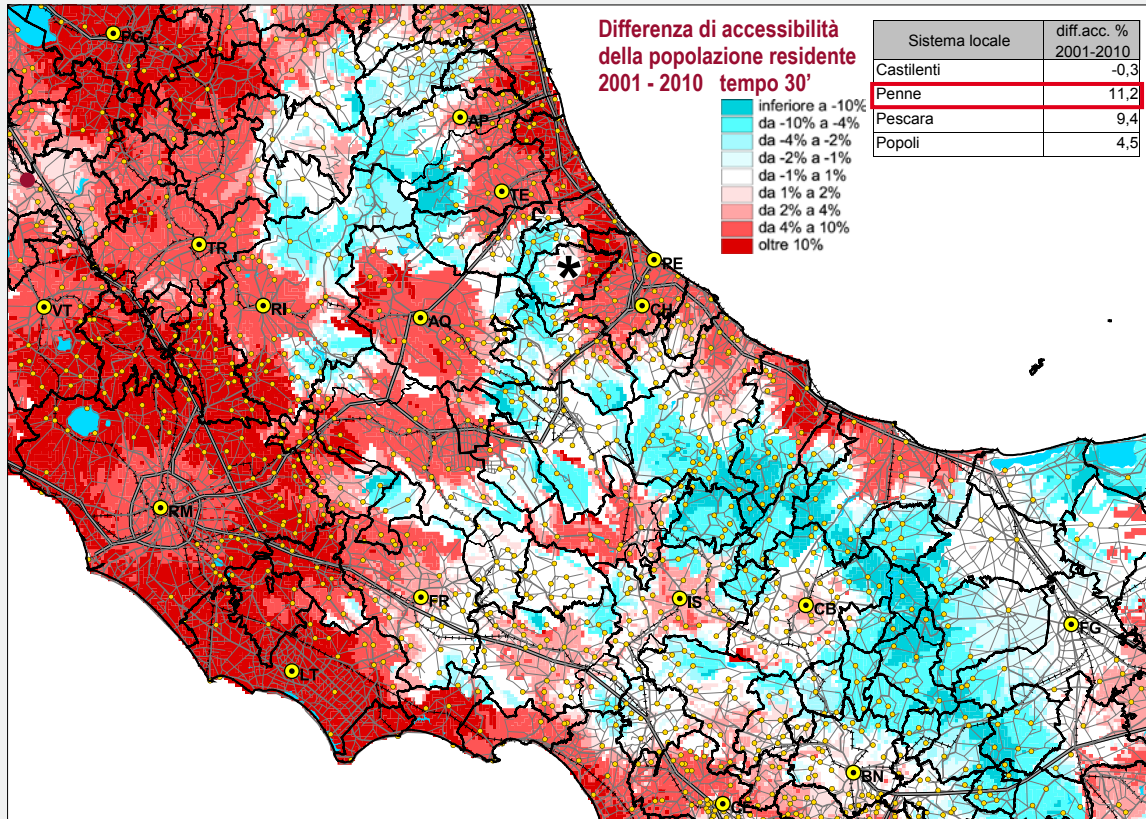 Differenza di accessibilità
della popolazione residente
2001 - 2010 tempo 30'
inferiore a -10%
da -10% a -4%
da -4% a -2%
da -2% a -1%
da -1% a 1%
da 1% a 2%
da 2% a 4%
da 4% a 10%
oltre 10%
Sistema locale diff.acc. % 2001-2010
Castilenti -0,3
Penne 11,2
Pescara 9,4
Popoli 4,5
PG
AP
TE
TR
PE
VT
RI
AQ
CH
RM
FR
IS
CB
FG
LT
BN
CE
*